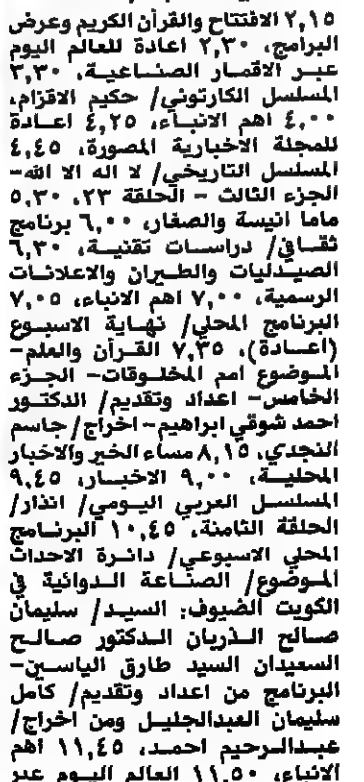 ٢,١٥ الافتتاح والقرآن الكريم وعرض
البرامج، ٢,٣٠ اعادة للعالم اليوم
عبر الاقمار الصناعية، ٣,٣٠
المسلسل الكارتوني/ حكيم الاقزام،
٤,٠٠ اهم الانباء، ٤,٢٥ اعادة
للمجلة الاخبارية المصورة، ٤,٤٥
المسلسل التاريخي/ لا اله الا الله-
الجزء الثالث - الحلقة ٢٣، ٥,٣٠
ماما انيسة والصغار، ٦,٠٠ برنامج
ثقافي/ دراسات تقنية، ٦,٣٠
الصيدليات والطيران والاعلانات
الرسمية، ٧,٠٠ اهم الانباء، ٧,٠٥
البرنامج المحلي/ نهاية الاسبوع
(اعادة)، ٧,٣٥ القرآن والعلم-
الموضوع امم المخلوقات- الجزء
الخامس- اعداد وتقديم/ الدكتور
احمد شوقي ابراهيم- اخراج/ جاسم
النجدي، ٨,١٥ مساء الخير والاخبار
المحلية، ٩,٠٠ الاخبار، ٩,٤٥
المسلسل العربي اليومي/ انذار/
الحلقة الثامنة، ١٠,٤٥ البرنامج
المحلي الاسبوعي/ دائرة الاحداث
الموضوع/ الصناعة الدوائية في
الكويت الضيوف: السيد/ سليمان
صالح الذربان الدكتور صالح
السعيدان السيد طارق الياسين-
البرنامج من اعداد وتقديم/ كامل
سليمان العبدالجليل ومن اخراج/
عبدالرحيم احمد، ١١,٤٥ اهم
الانباء، ١١,٥٠ العالم اليوم عبر